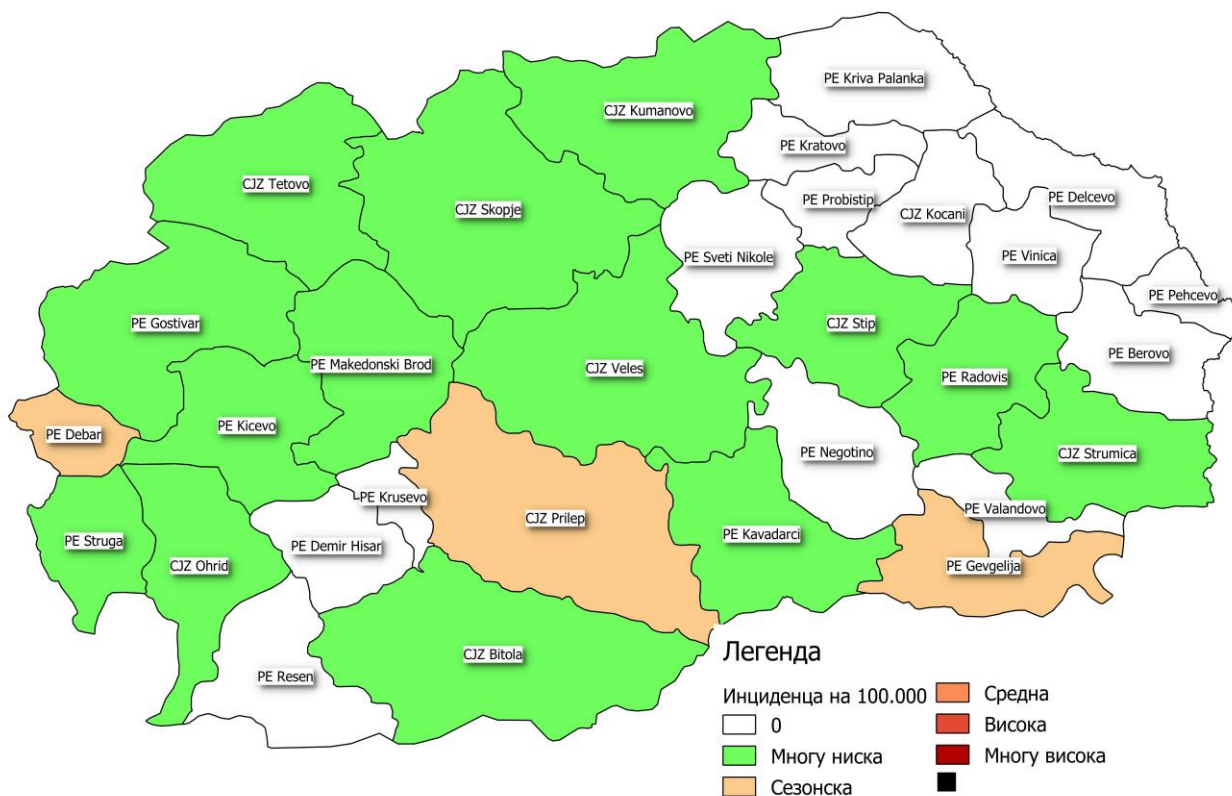 PE Kriva Palanka
CJZ Kumanovo
PE Kratovo
CJZ Tetovo
PE Probistip
PE Delcevo
CJZ Skopje
CJZ Kocani
PE Sveti Nikole
PE Vinica
PE Pehcevo
PE Gostivar
CJZ Stip
PE Berovo
PE Makedonski Brod
CJZ Veles
PE Radovis
PE Kicevo
PE Debar
PE Negotino
CJZ Strumica
PE Krusevo
PE Valandovo
CJZ Prilep
PE Kavadarci
PE Struga
PE Demir Hisar
CJZ Ohrid
PE Gevgelija
CJZ Bitola
PE Resen
Легенда
Инциденца на 100.000
0
Многу ниска
Сезонска
Средна
Висока
Многу висока